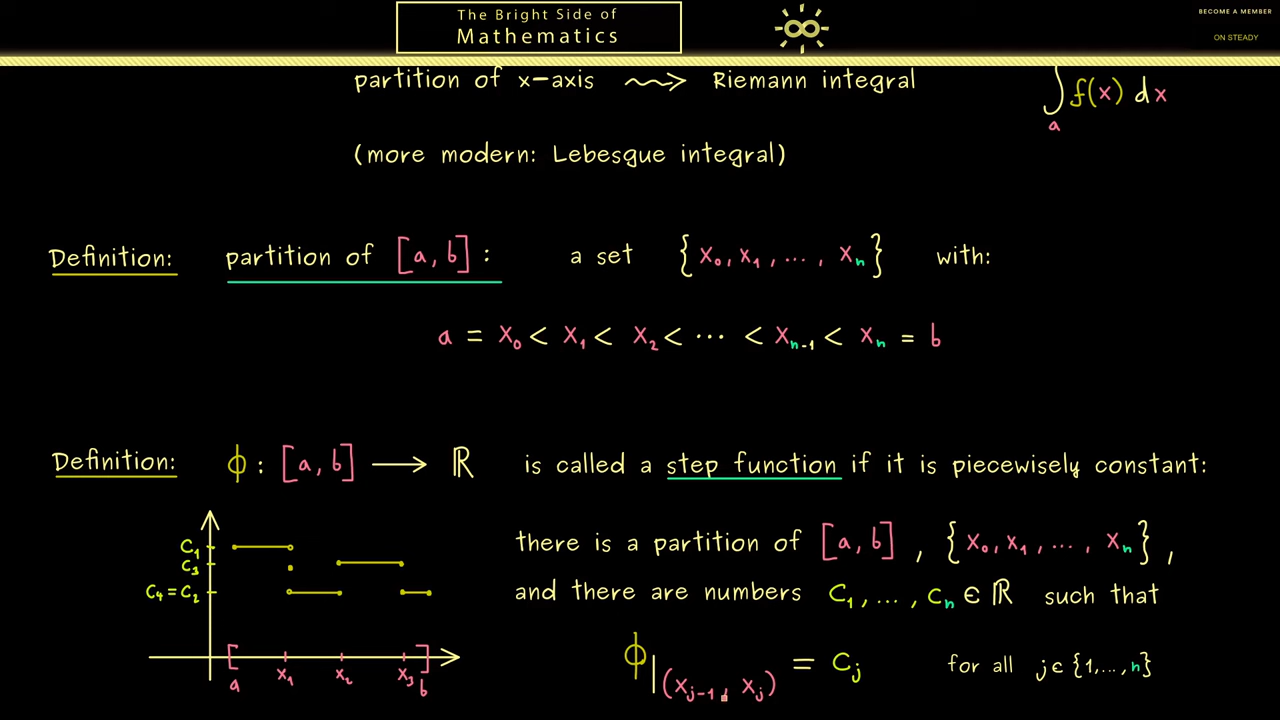 The Bright Side of
Mathematics
BECOME A MEMBER
ON STEADY
partition of x-axis ⇝ Riemann integral
∫ₐ f(x) dx
(more modern: Lebesgue integral)
Definition: partition of [a, b]: a set {x₀, x₁, ..., xₙ} with:
a = x₀ < x₁ < x₂ < ··· < xₙ₋₁ < xₙ = b
Definition: ϕ: [a, b] ⟶ ℝ is called a step function if it is piecewisely constant:
there is a partition of [a, b], {x₀, x₁, ..., xₙ},
and there are numbers c₁, ..., cₙ ∈ ℝ such that
ϕ|(xⱼ₋₁, xⱼ) = cⱼ for all j ∈ {1,...,n}
c₁
c₃
c₄=c₂
[ ]
a x₁ x₂ x₃ b